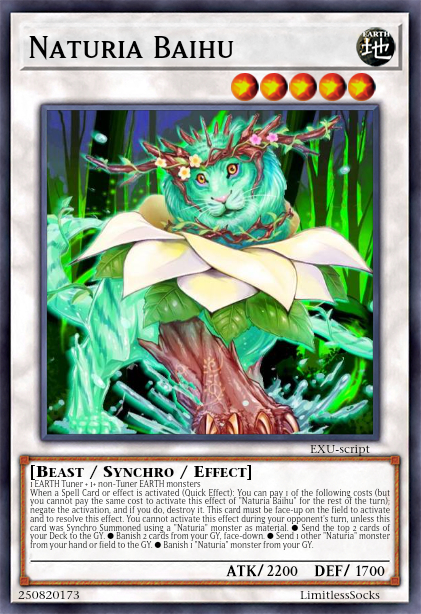 Naturia Baihu
EARTH
地
EXU-script
[Beast / Synchro / Effect]
1 EARTH Tuner + 1+ non-Tuner EARTH monsters
When a Spell Card or effect is activated (Quick Effect): You can pay 1 of the following costs (but
you cannot pay the same cost to activate this effect of "Naturia Baihu" for the rest of the turn);
negate the activation, and if you do, destroy it. This card must be face-up on the field to activate
and to resolve this effect. You cannot activate this effect during your opponent's turn, unless this
card was Synchro Summoned using a "Naturia" monster as material. ● Send the top 2 cards
of your Deck to the GY. ● Banish 2 cards from your GY, face-down. ● Send 1 other "Naturia" monster
from your hand or field to the GY. ● Banish 1 "Naturia" monster from your GY.
ATK/ 2200 DEF/ 1700
250820173 LimitlessSocks